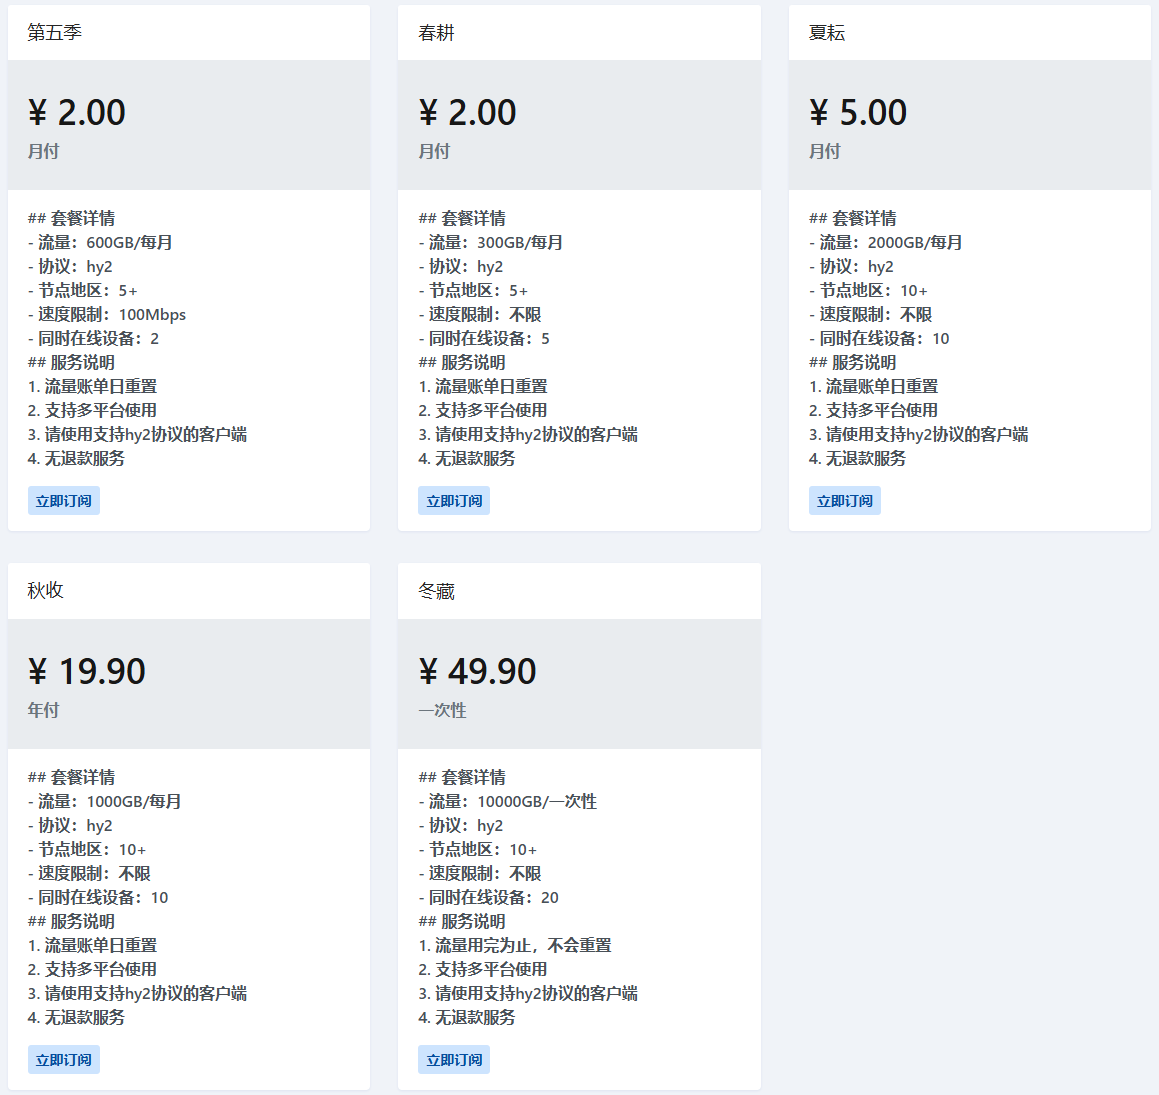 第五季
¥ 2.00
月付
## 套餐详情
- 流量：600GB/每月
- 协议：hy2
- 节点地区：5+
- 速度限制：100Mbps
- 同时在线设备：2
## 服务说明
1. 流量账单日重置
2. 支持多平台使用
3. 请使用支持hy2协议的客户端
4. 无退款服务
立即订阅
春耕
¥ 2.00
月付
## 套餐详情
- 流量：300GB/每月
- 协议：hy2
- 节点地区：5+
- 速度限制：不限
- 同时在线设备：5
## 服务说明
1. 流量账单日重置
2. 支持多平台使用
3. 请使用支持hy2协议的客户端
4. 无退款服务
立即订阅
夏耘
¥ 5.00
月付
## 套餐详情
- 流量：2000GB/每月
- 协议：hy2
- 节点地区：10+
- 速度限制：不限
- 同时在线设备：10
## 服务说明
1. 流量账单日重置
2. 支持多平台使用
3. 请使用支持hy2协议的客户端
4. 无退款服务
立即订阅
秋收
¥ 19.90
年付
## 套餐详情
- 流量：1000GB/每月
- 协议：hy2
- 节点地区：10+
- 速度限制：不限
- 同时在线设备：10
## 服务说明
1. 流量账单日重置
2. 支持多平台使用
3. 请使用支持hy2协议的客户端
4. 无退款服务
立即订阅
冬藏
¥ 49.90
一次性
## 套餐详情
- 流量：10000GB/一次性
- 协议：hy2
- 节点地区：10+
- 速度限制：不限
- 同时在线设备：20
## 服务说明
1. 流量用完为止，不会重置
2. 支持多平台使用
3. 请使用支持hy2协议的客户端
4. 无退款服务
立即订阅